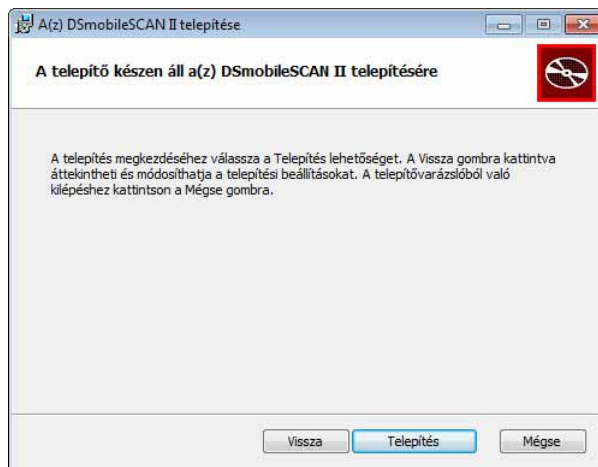 A(z) DSmobileSCAN II telepítése
A telepítő készen áll a(z) DSmobileSCAN II telepítésére
A telepítés megkezdéséhez válassza a Telepítés lehetőséget. A Vissza gombra kattintva
áttekintheti és módosíthatja a telepítési beállításokat. A telepítővarázslóból való
kilépéshez kattintson a Mégse gombra.
Vissza Telepítés Mégse